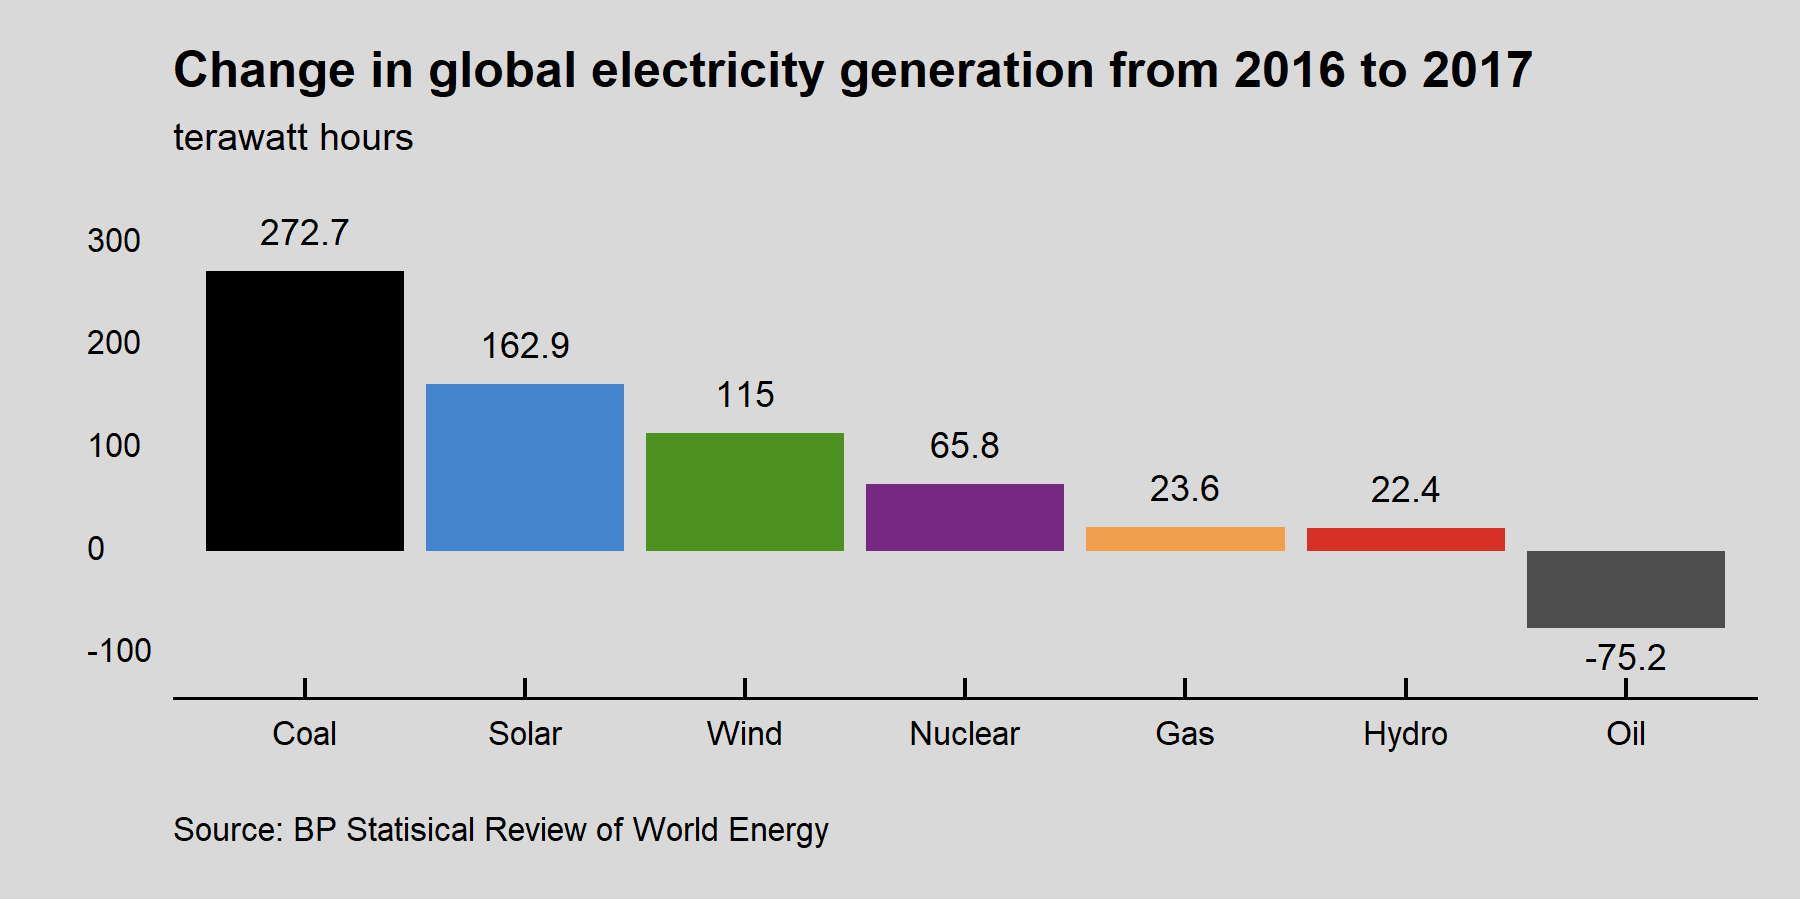 Change in global electricity generation from 2016 to 2017
terawatt hours
300
200
100
0
-100
272.7
162.9
115
65.8
23.6
22.4
-75.2
Coal
Solar
Wind
Nuclear
Gas
Hydro
Oil
Source: BP Statisical Review of World Energy